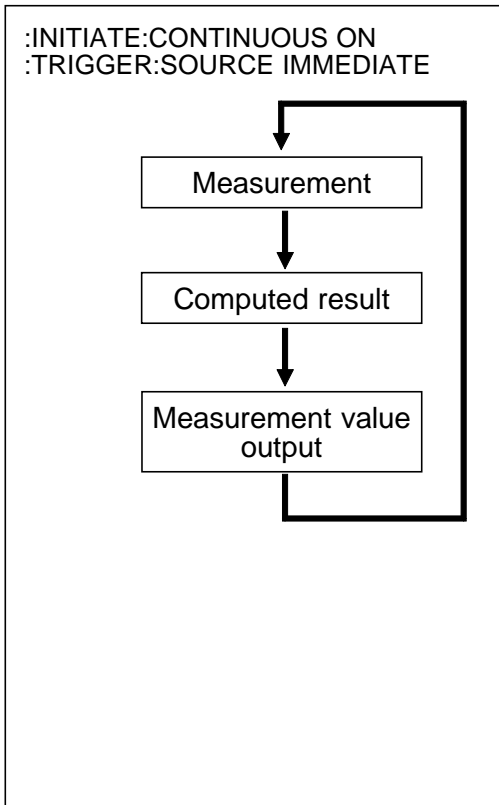 :INITIATE:CONTINUOUS ON
:TRIGGER:SOURCE IMMEDIATE
Measurement
Computed result
Measurement value
output